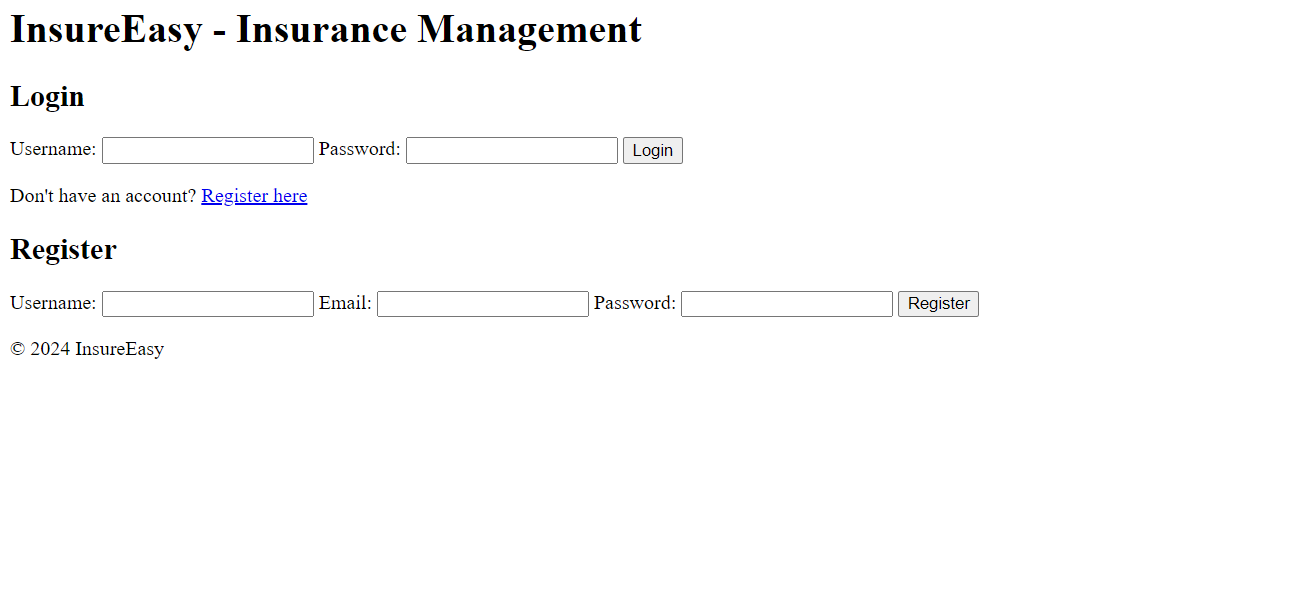 InsureEasy - Insurance Management
Login
Username: Password: Login
Don't have an account? Register here
Register
Username: Email: Password: Register
© 2024 InsureEasy